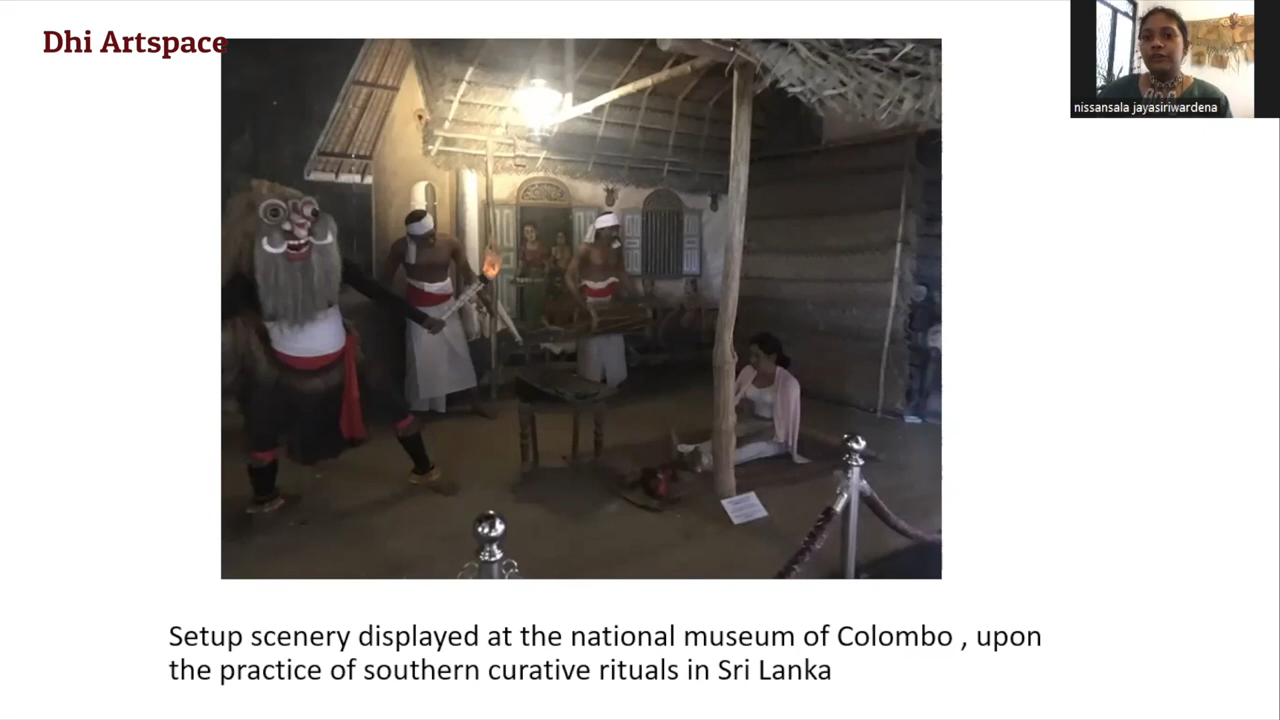 Dhi Artspace
nissansala jayasiriwardena
Setup scenery displayed at the national museum of Colombo , upon
the practice of southern curative rituals in Sri Lanka